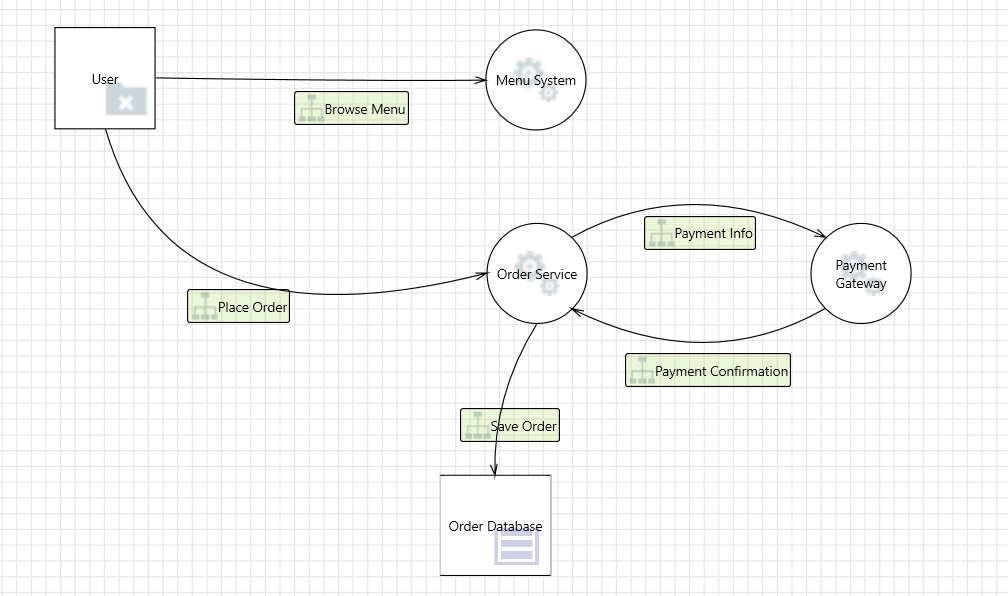 User
Menu System
Browse Menu
Payment Info
Order Service
Payment
Gateway
Place Order
Payment Confirmation
Save Order
Order Database